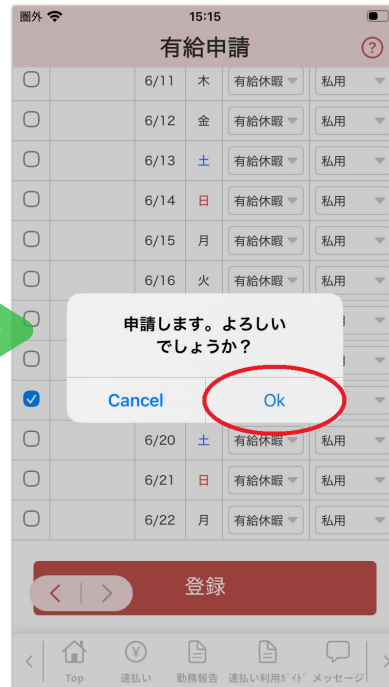 圏外 15:15
有給申請 ?
6/11 木 有給休暇 私用
6/12 金 有給休暇 私用
6/13 土 有給休暇 私用
6/14 日 有給休暇 私用
6/15 月 有給休暇 私用
6/16 火 有給休暇 私用
申請します。よろしい
でしょうか？
Cancel Ok
6/20 土 有給休暇 私用
6/21 日 有給休暇 私用
6/22 月 有給休暇 私用
登録
Top 速払い 勤務報告 速払い利用ｶﾞｲﾄﾞ メッセージ